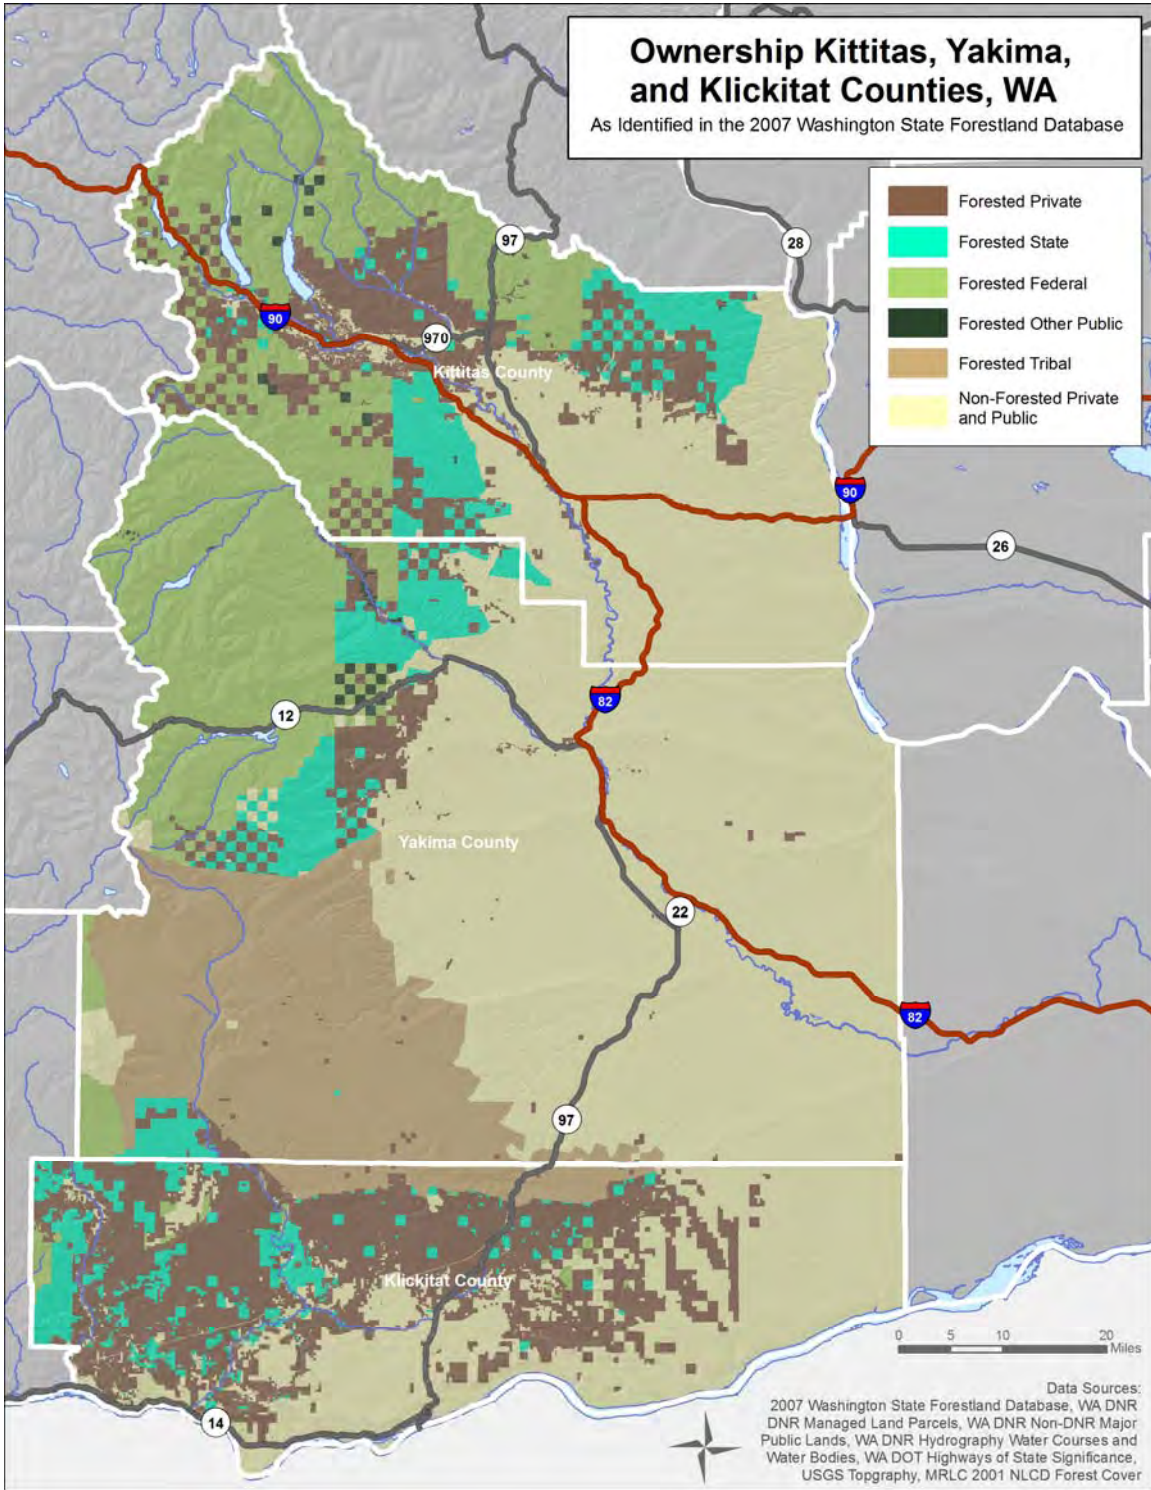 Ownership Kittitas, Yakima,
and Klickitat Counties, WA
As Identified in the 2007 Washington State Forestland Database
Forested Private
Forested State
Forested Federal
Forested Other Public
Forested Tribal
Non-Forested Private
and Public
97
28
90
970
Kittitas County
90
26
82
12
Yakima County
22
82
97
Klickitat County
14
0 5 10 20
Miles
Data Sources:
2007 Washington State Forestland Database, WA DNR
DNR Managed Land Parcels, WA DNR Non-DNR Major
Public Lands, WA DNR Hydrography Water Courses and
Water Bodies, WA DOT Highways of State Significance,
USGS Topgraphy, MRLC 2001 NLCD Forest Cover